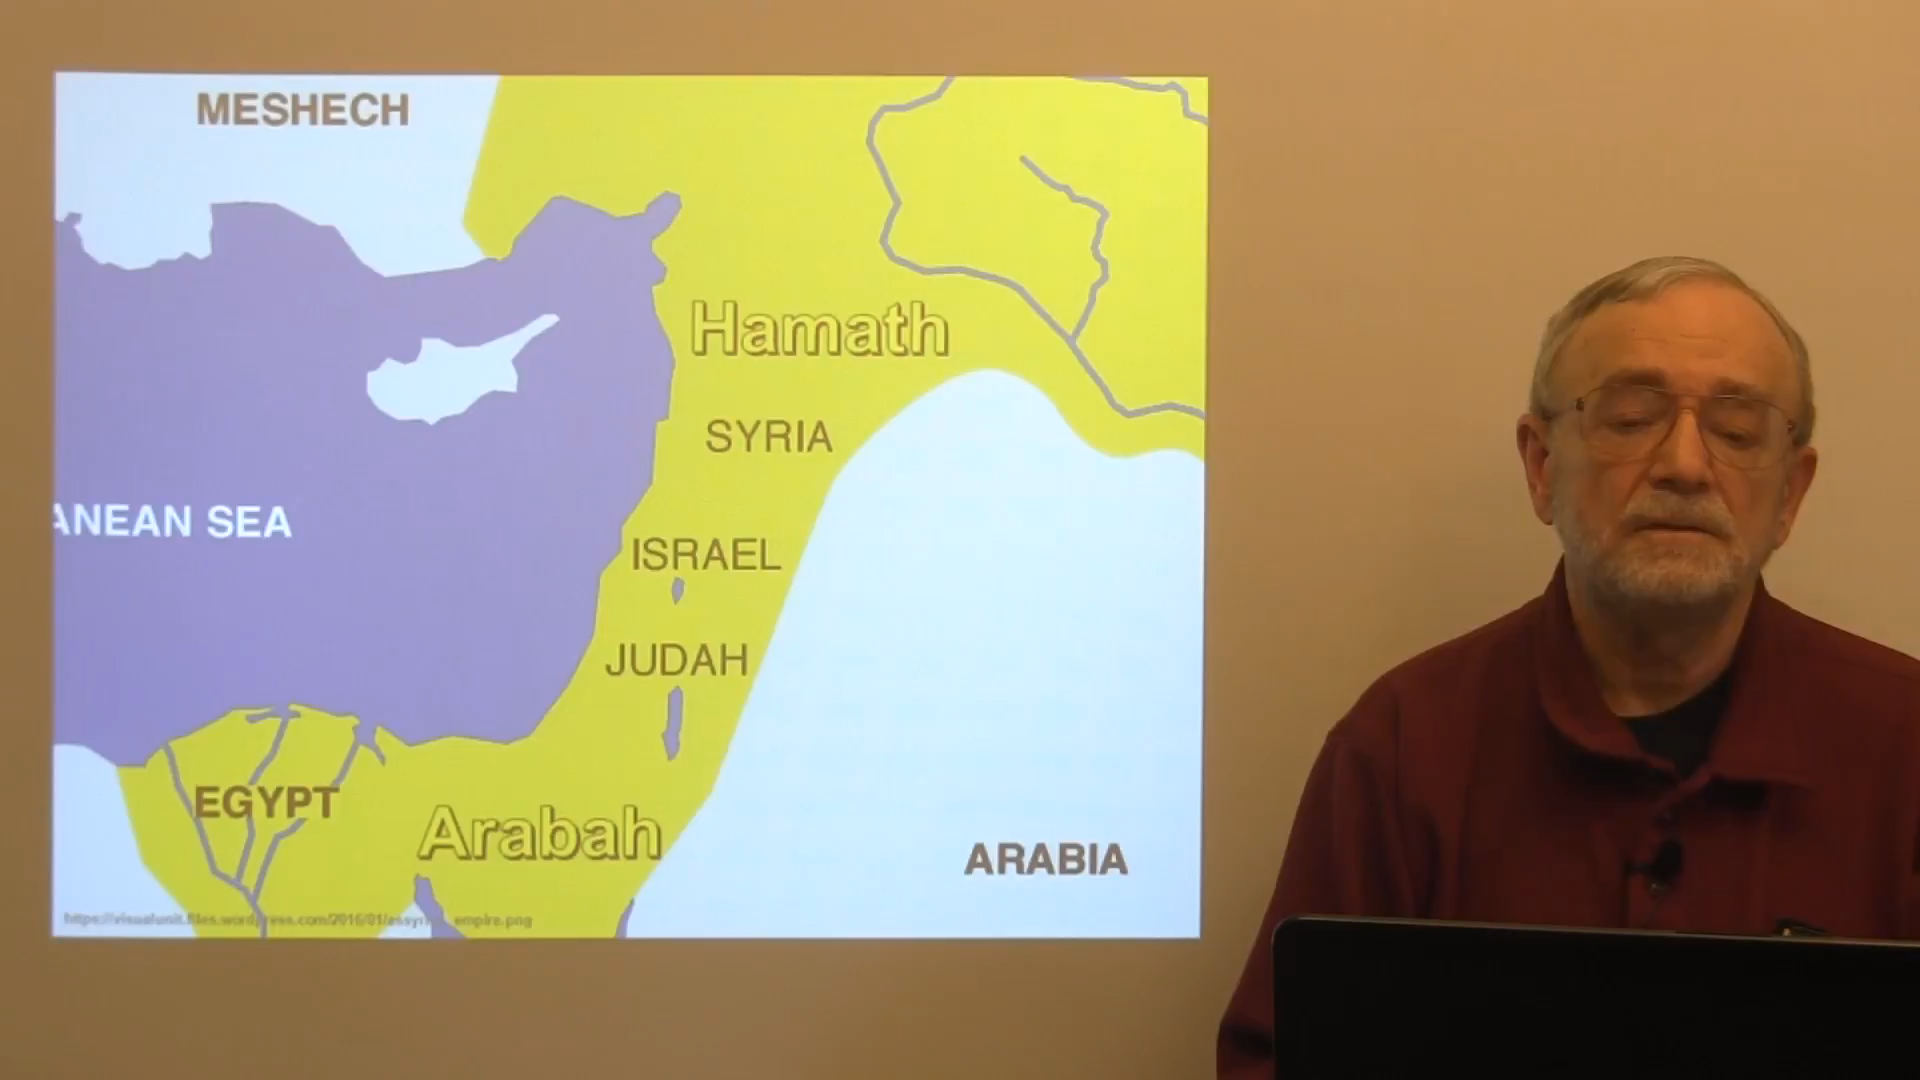 MESHECH
Hamath
SYRIA
ANEAN SEA
ISRAEL
JUDAH
EGYPT
Arabah
ARABIA